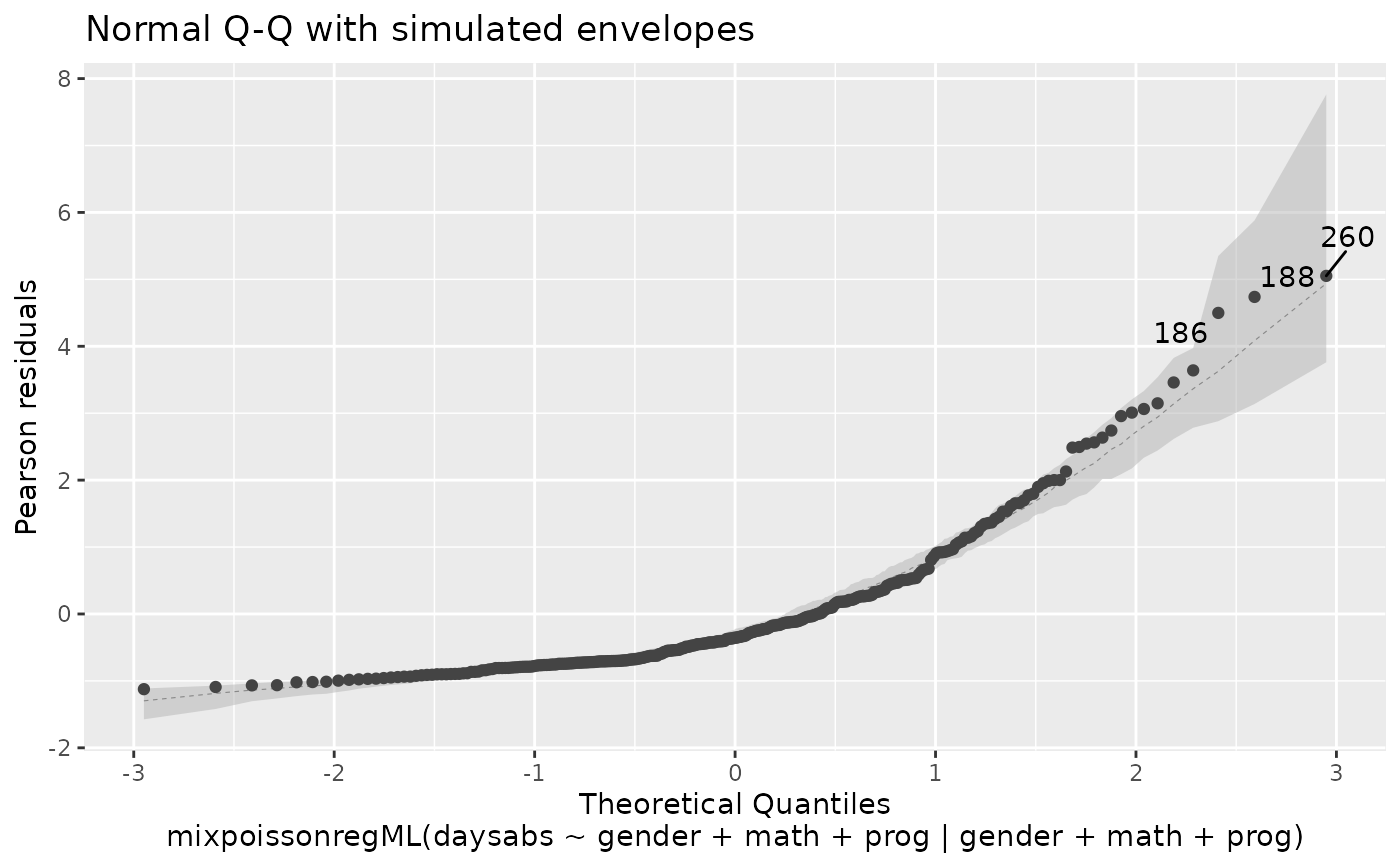 Normal Q-Q with simulated envelopes
8
6
4
2
0
-2
Pearson residuals
260
188
186
-3 -2 -1 0 1 2 3
Theoretical Quantiles
mixpoissonregML(daysabs ~ gender + math + prog | gender + math + prog)